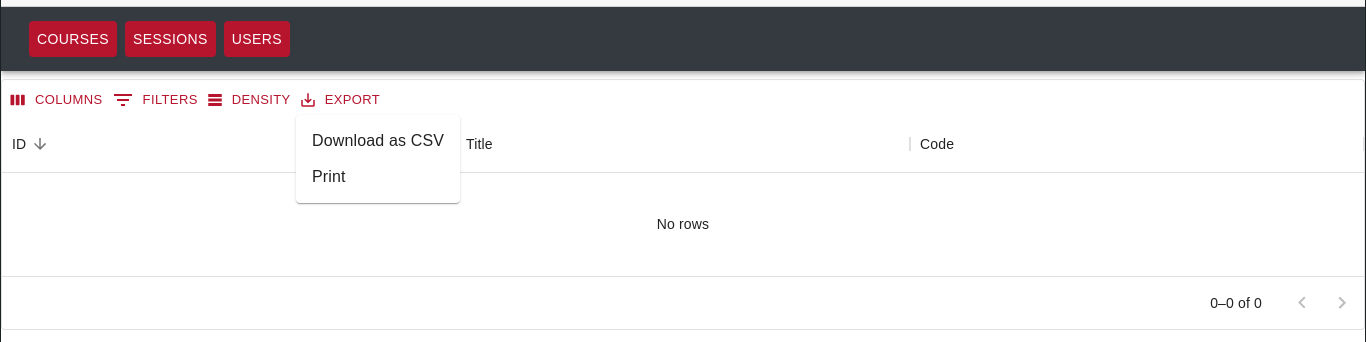 COURSES SESSIONS USERS
COLUMNS FILTERS DENSITY EXPORT
Download as CSV
ID Title Code
Print
No rows
0–0 of 0